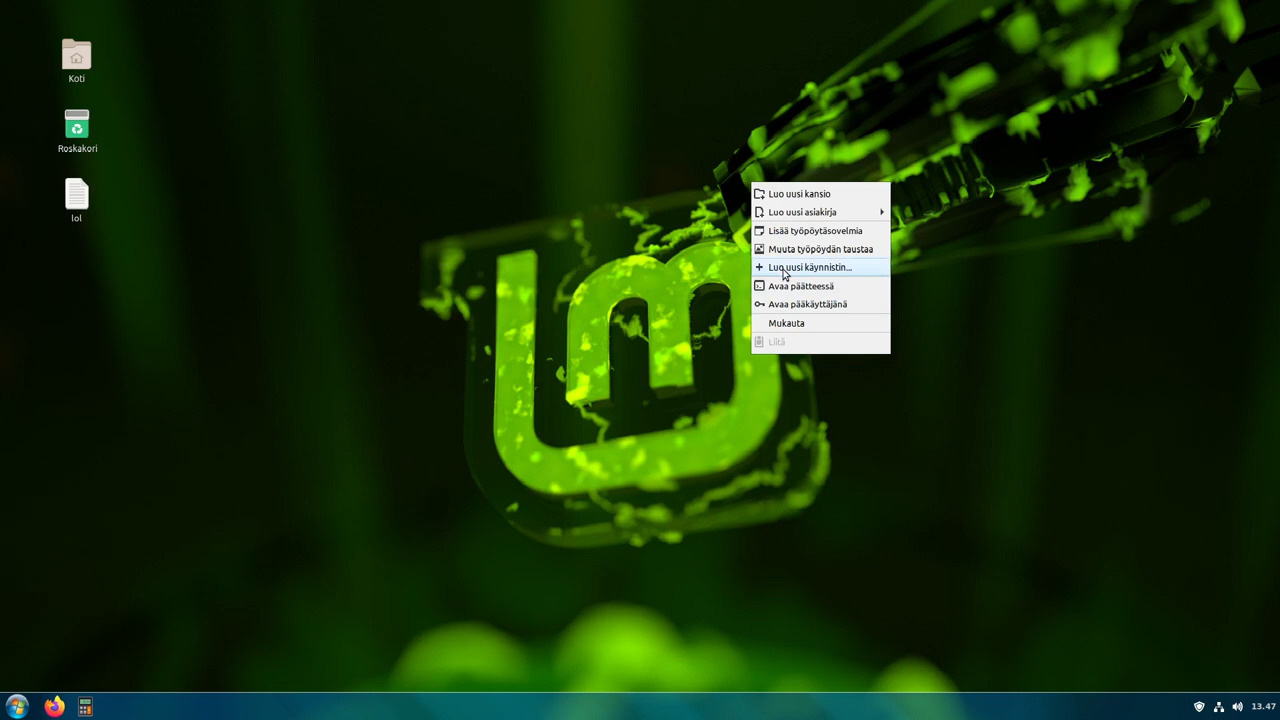 Koti
Roskakori
lol
Luo uusi kansio
Luo uusi asiakirja
Lisää työpöytäsovelmia
Muuta työpöydän taustaa
Luo uusi käynnistin...
Avaa päätteessä
Avaa pääkäyttäjänä
Mukauta
Liitä
13.47